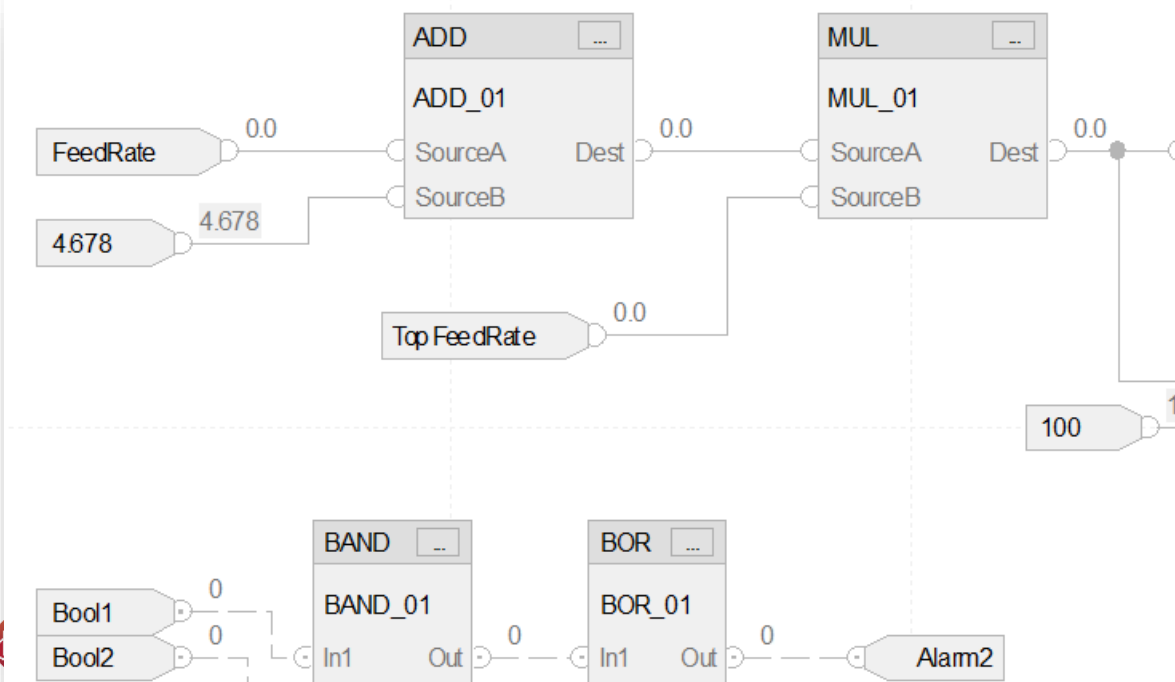 ADD ...
MUL ...
ADD_01
MUL_01
0.0
0.0
0.0
FeedRate
SourceA Dest
SourceA Dest
SourceB
SourceB
4.678
4.678
0.0
Top FeedRate
100
BAND ...
BOR ...
0
Bool1
BAND_01
BOR_01
0
0
0
Bool2
In1 Out
In1 Out
Alarm2